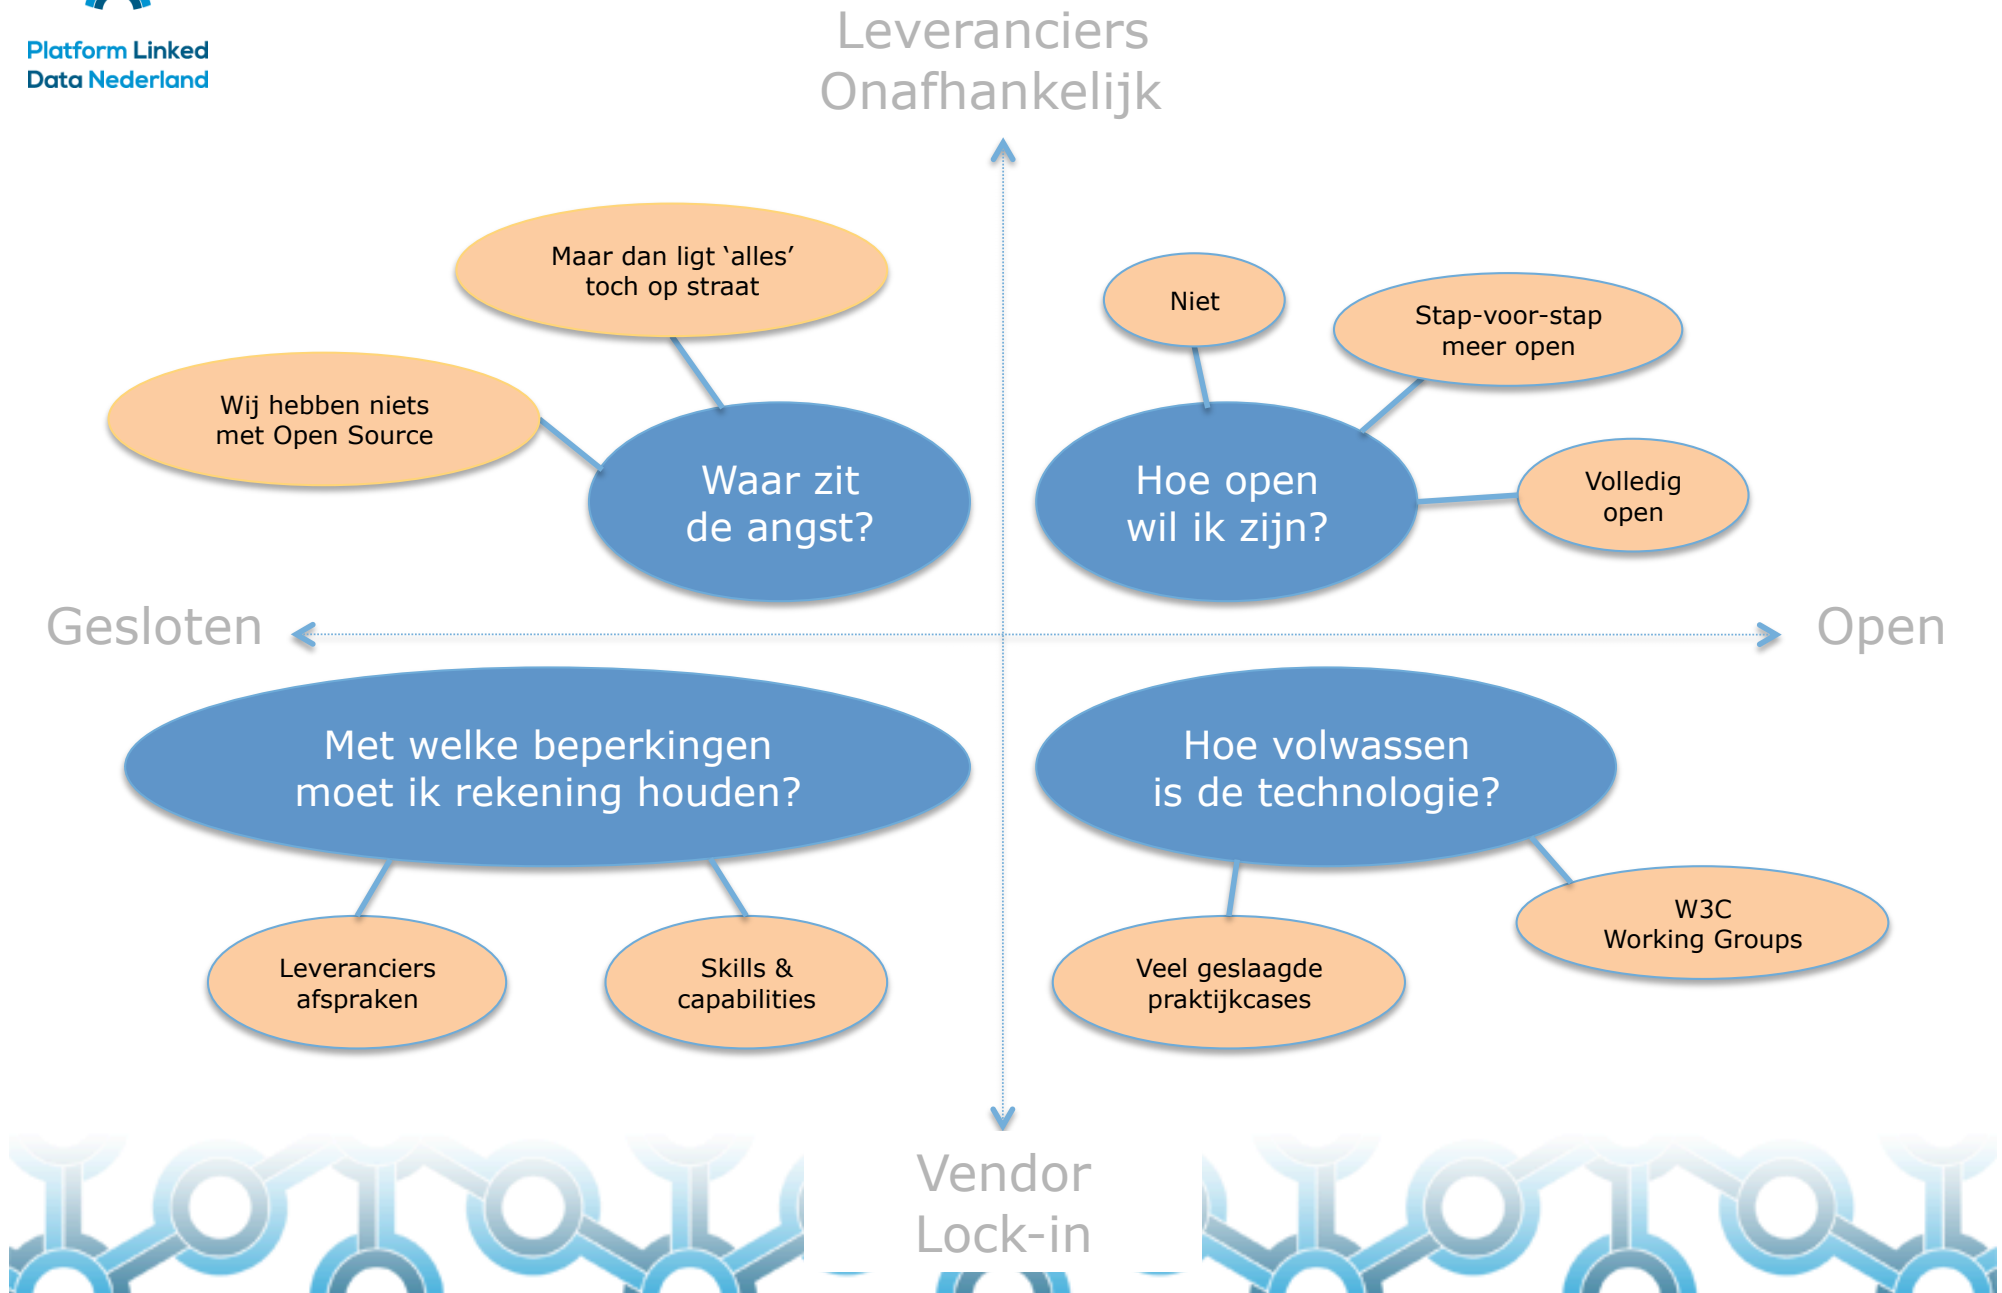 Platform Linked
Data Nederland
Leveranciers
Onafhankelijk
Maar dan ligt ‘alles’
toch op straat
Wij hebben niets
met Open Source
Waar zit
de angst?
Niet
Stap-voor-stap
meer open
Volledig
open
Hoe open
wil ik zijn?
Gesloten
Open
Met welke beperkingen
moet ik rekening houden?
Leveranciers
afspraken
Skills &
capabilities
Hoe volwassen
is de technologie?
Veel geslaagde
praktijkcases
W3C
Working Groups
Vendor
Lock-in